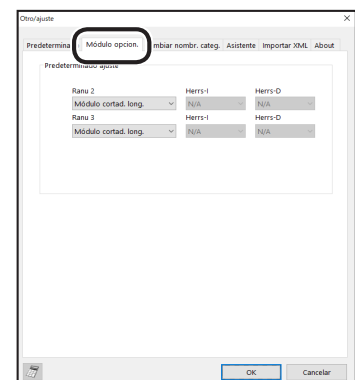 Otro/ajuste
Predetermina Módulo opcion. mbiar nombr. categ. Asistente Importar XML About
Predeterminado ajuste
Ranu 2 Herrs-I Herrs-D
Módulo cortad. long. N/A N/A
Ranu 3 Herrs-I Herrs-D
Módulo cortad. long. N/A N/A
OK Cancelar